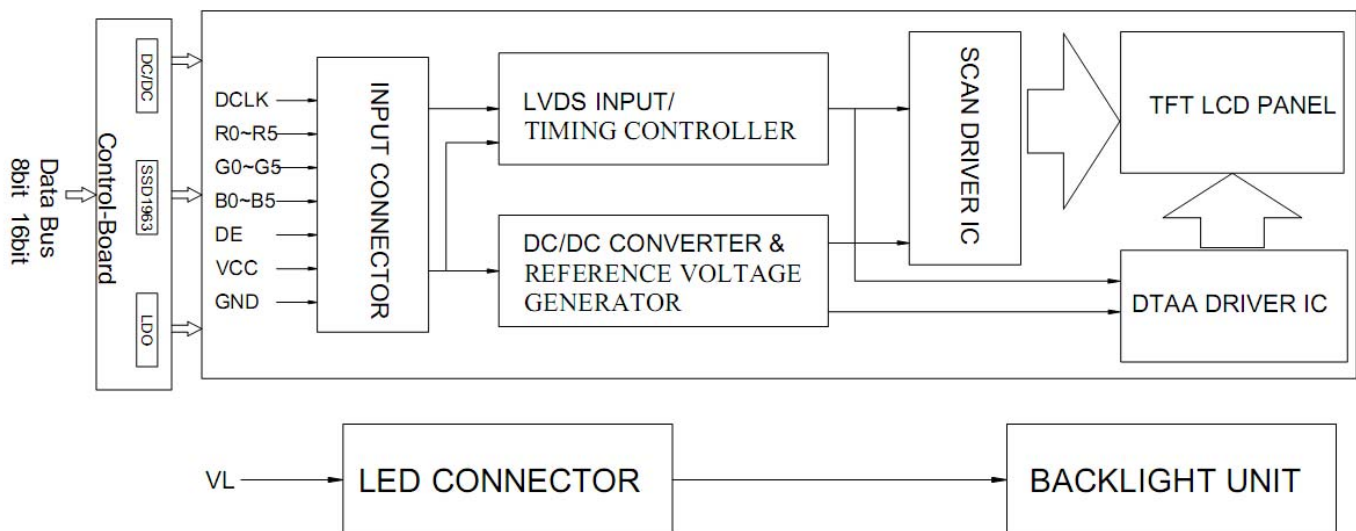 Data Bus
8bit 16bit
Control-Board
DC/DC
SSD1963
LDO
DCLK
R0~R5
G0~G5
B0~B5
DE
VCC
GND
INPUT CONNECTOR
LVDS INPUT/
TIMING CONTROLLER
DC/DC CONVERTER &
REFERENCE VOLTAGE
GENERATOR
SCAN DRIVER IC
TFT LCD PANEL
DTAA DRIVER IC
VL
LED CONNECTOR
BACKLIGHT UNIT